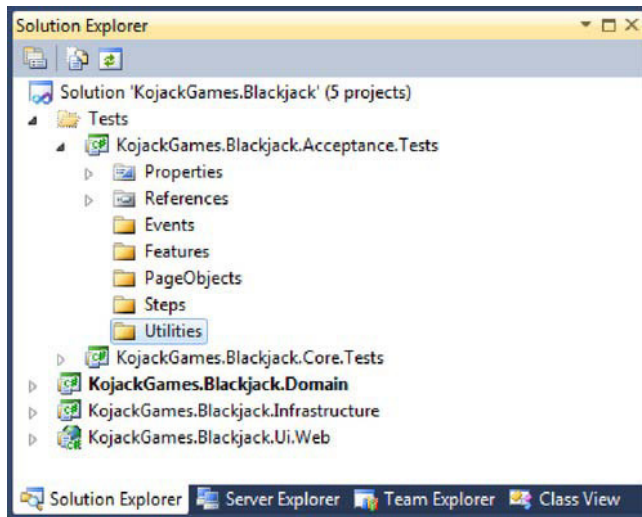 Solution Explorer
Solution 'KojackGames.Blackjack' (5 projects)
Tests
KojackGames.Blackjack.Acceptance.Tests
Properties
References
Events
Features
PageObjects
Steps
Utilities
KojackGames.Blackjack.Core.Tests
KojackGames.Blackjack.Domain
KojackGames.Blackjack.Infrastructure
KojackGames.Blackjack.Ui.Web
Solution Explorer Server Explorer Team Explorer Class View